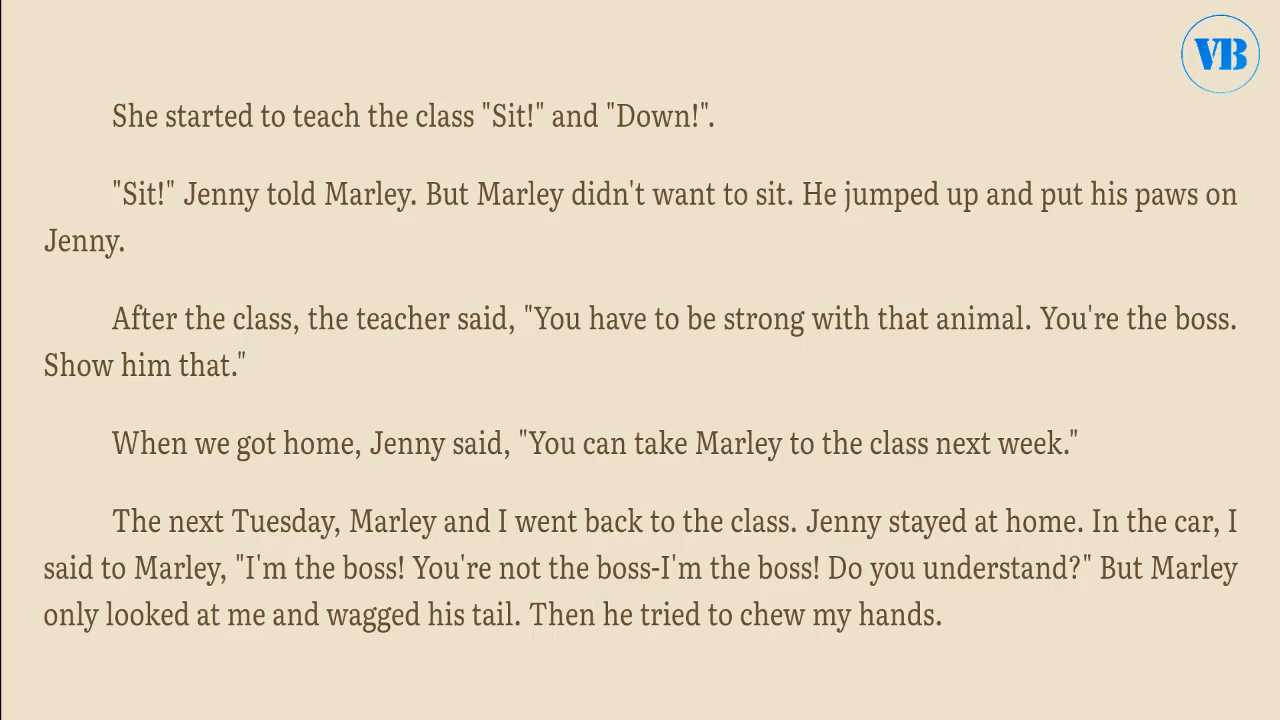 VB
She started to teach the class "Sit!" and "Down!".
"Sit!" Jenny told Marley. But Marley didn't want to sit. He jumped up and put his paws on
Jenny.
After the class, the teacher said, "You have to be strong with that animal. You're the boss.
Show him that."
When we got home, Jenny said, "You can take Marley to the class next week."
The next Tuesday, Marley and I went back to the class. Jenny stayed at home. In the car, I
said to Marley, "I'm the boss! You're not the boss-I'm the boss! Do you understand?" But Marley
only looked at me and wagged his tail. Then he tried to chew my hands.